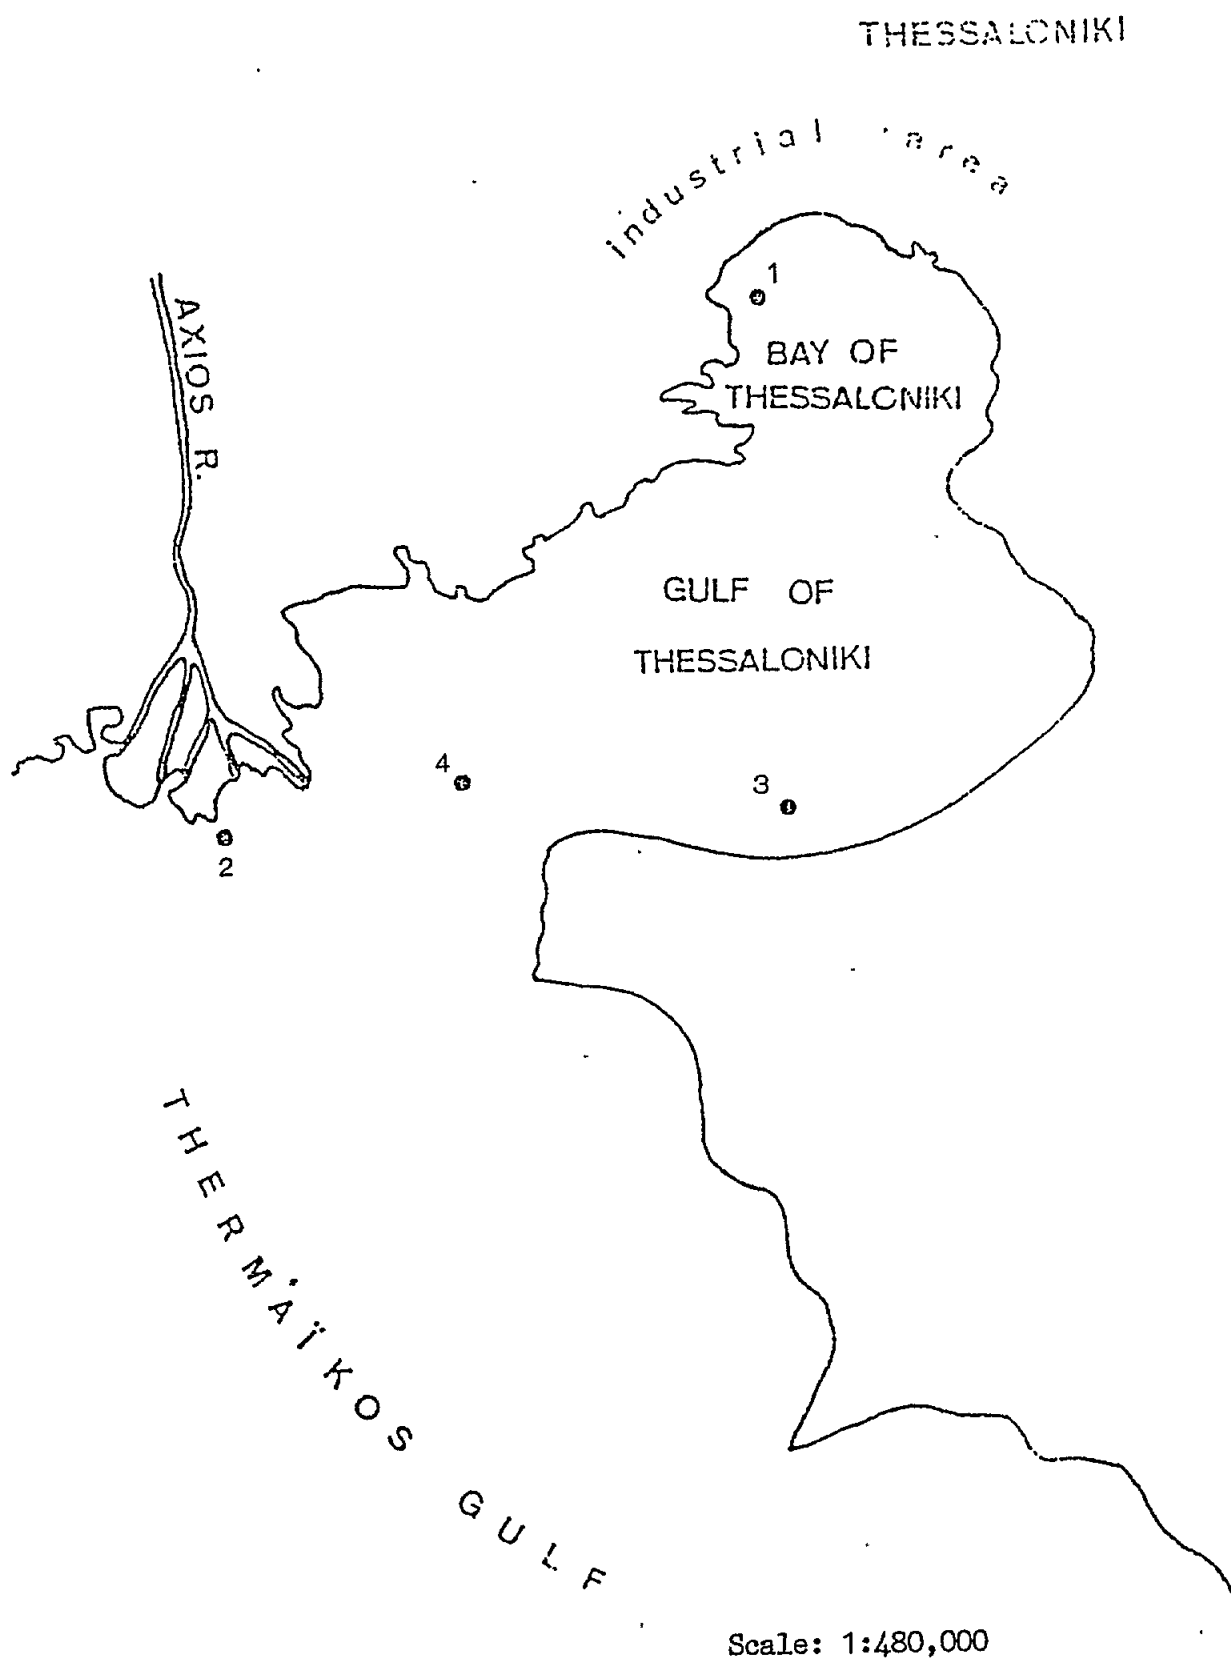 THESSALONIKI
industrial area
1
AXIOS R.
BAY OF
THESSALONIKI
GULF OF
THESSALONIKI
4
3
2
THERMAÏKOS GULF
Scale: 1:480,000